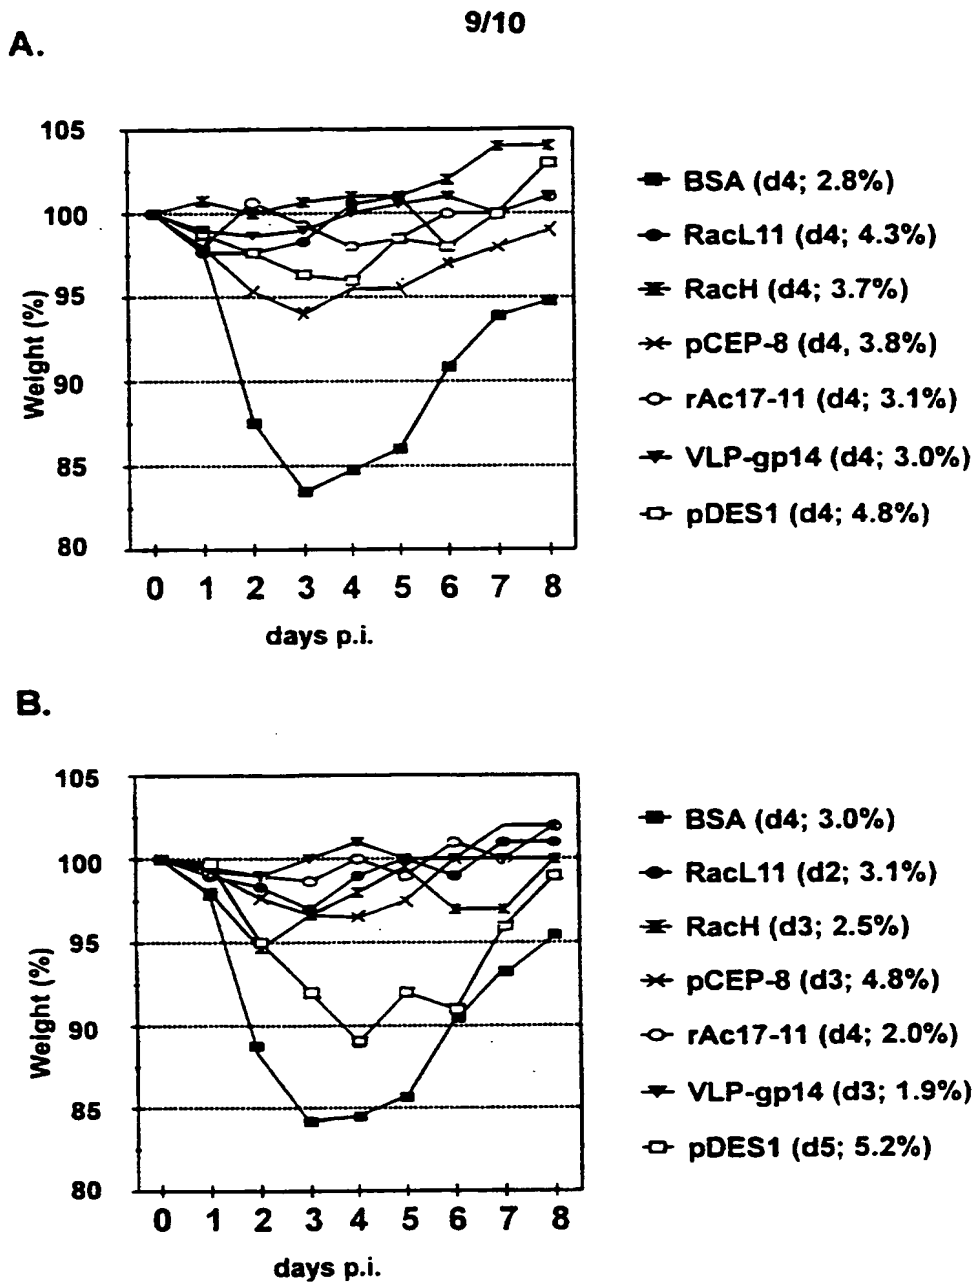 9/10
A.
105
100
95
90
85
80
Weight (%)
0 1 2 3 4 5 6 7 8
days p.i.
BSA (d4; 2.8%)
RacL11 (d4; 4.3%)
RacH (d4; 3.7%)
pCEP-8 (d4, 3.8%)
rAc17-11 (d4; 3.1%)
VLP-gp14 (d4; 3.0%)
pDES1 (d4; 4.8%)
B.
105
100
95
90
85
80
Weight (%)
0 1 2 3 4 5 6 7 8
days p.i.
BSA (d4; 3.0%)
RacL11 (d2; 3.1%)
RacH (d3; 2.5%)
pCEP-8 (d3; 4.8%)
rAc17-11 (d4; 2.0%)
VLP-gp14 (d3; 1.9%)
pDES1 (d5; 5.2%)